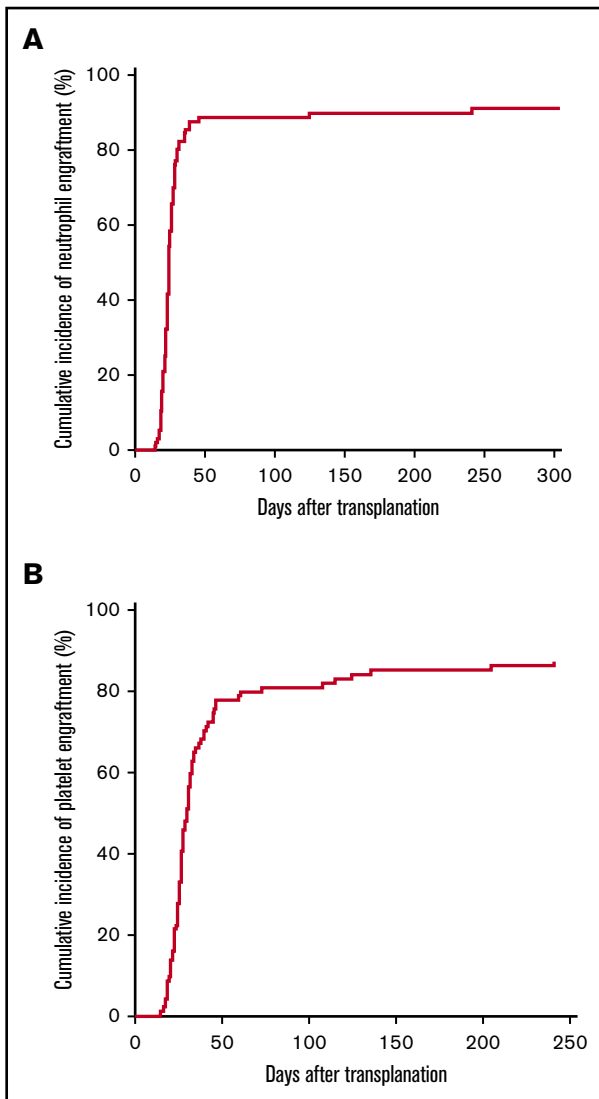 A
Cumulative incidence of neutrophil engraftment (%)
100
80
60
40
20
0
0 50 100 150 200 250 300
Days after transplanation
B
Cumulative incidence of platelet engraftment (%)
100
80
60
40
20
0
0 50 100 150 200 250
Days after transplanation